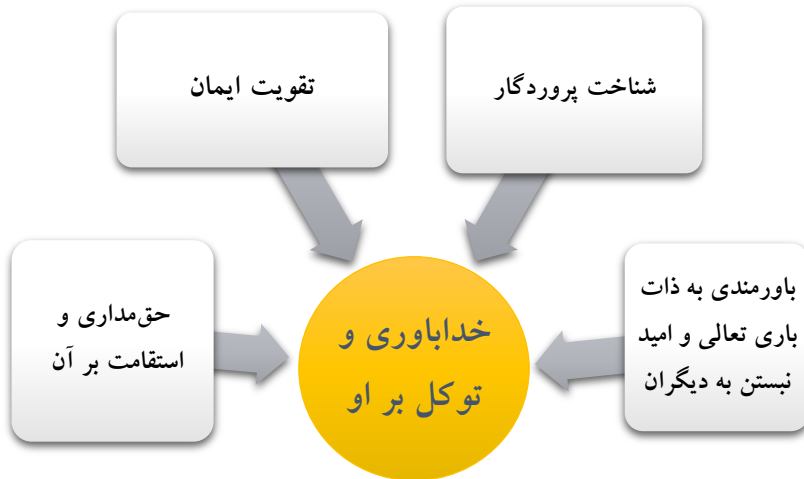 شناخت پروردگار
تقویت ایمان
باورمندی به ذات
باری تعالی و امید
نبستن به دیگران
خداباوری و
توکل بر او
حق‌مداری و
استقامت بر آن